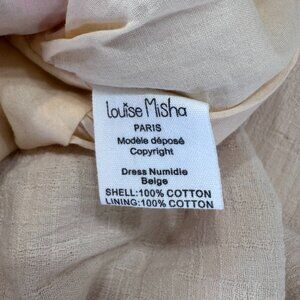 Louise Misha
PARIS
Modèle déposé
Copyright
Dress Numidie
Beige
SHELL:100% COTTON
LINING:100% COTTON